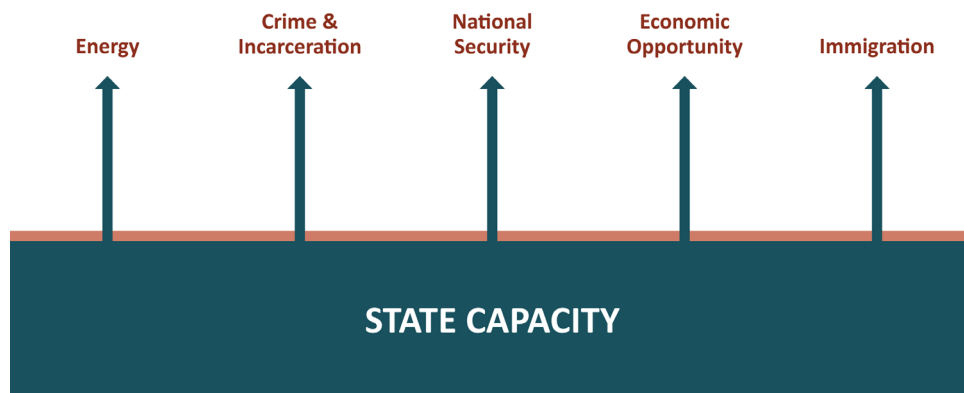 Energy
Crime &
Incarceration
National
Security
Economic
Opportunity
Immigration
STATE CAPACITY